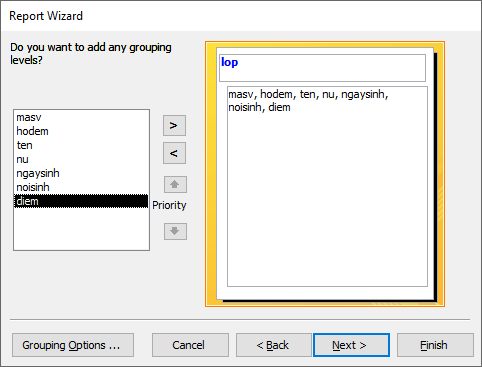 Report Wizard
Do you want to add any grouping
levels?
masv
hodem
ten
nu
ngaysinh
noisinh
diem
>
<
Priority
lop
masv, hodem, ten, nu, ngaysinh,
noisinh, diem
Grouping Options ...
Cancel
< Back
Next >
Finish